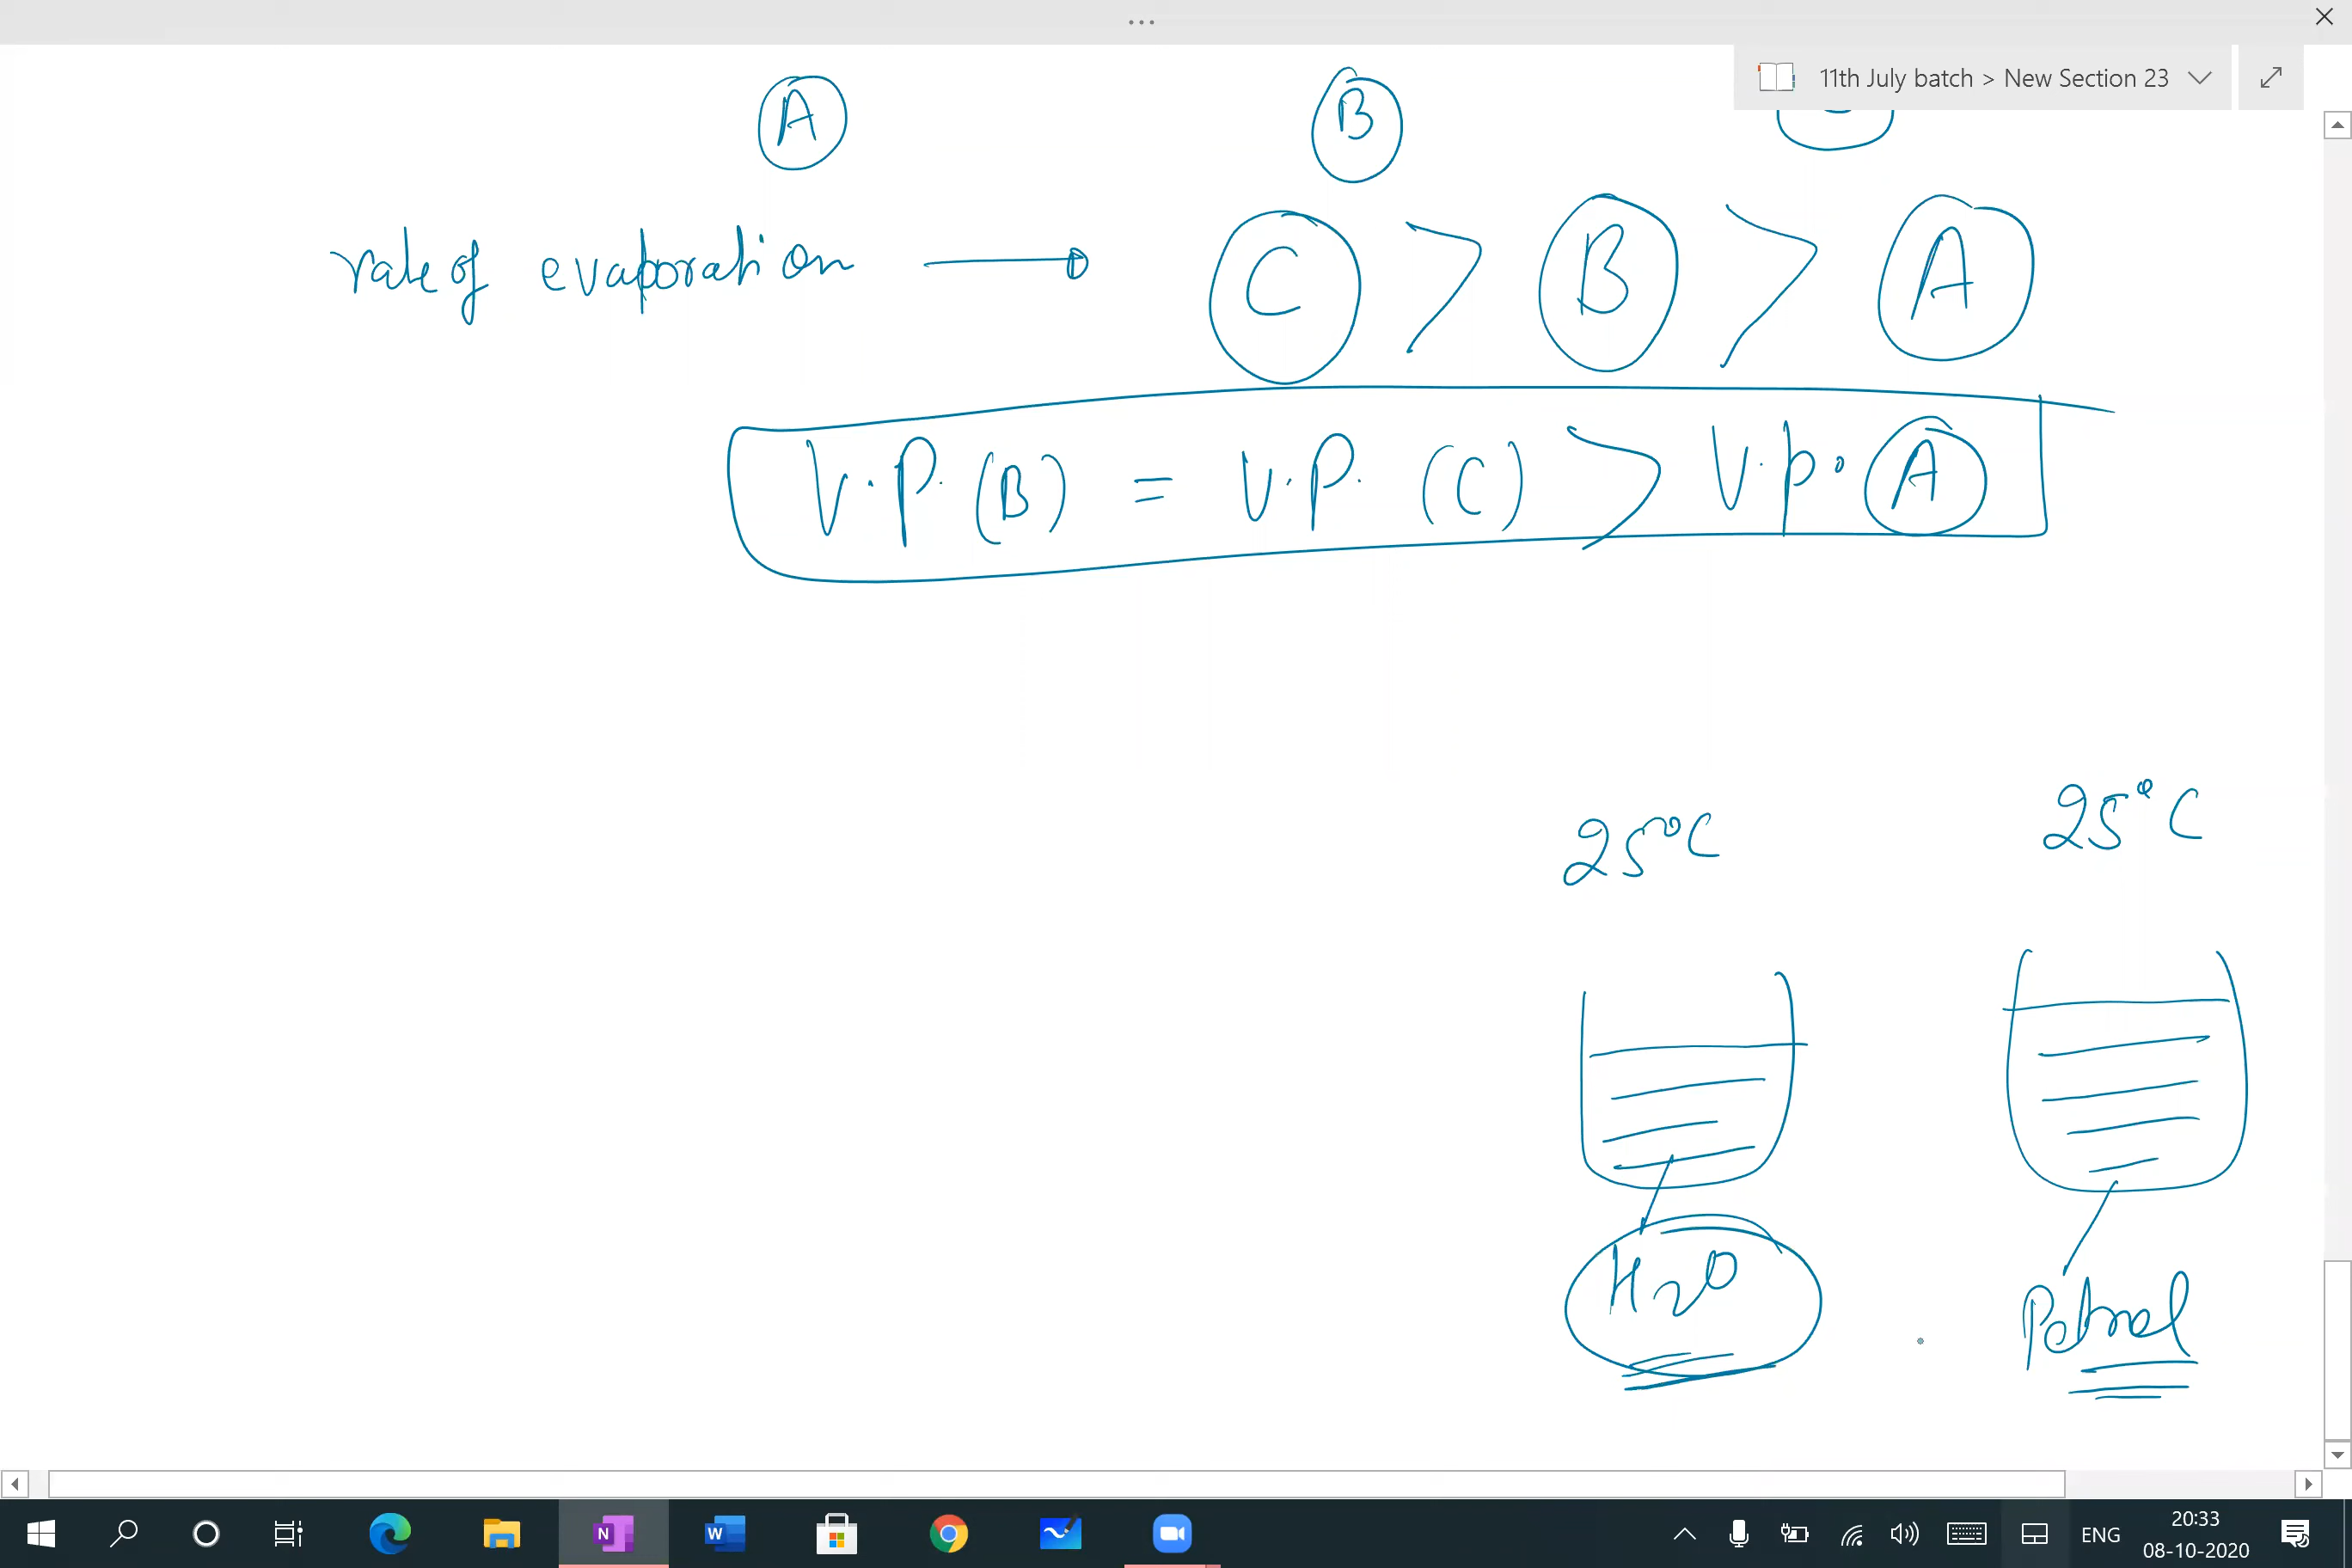 11th July batch > New Section 23
A B
rate of evaporation → C > B > A
V.P. (B) = V.P. (C) > V.P. A
25°C 25°C
H2O Petrol
N W
ENG 20:33
08-10-2020